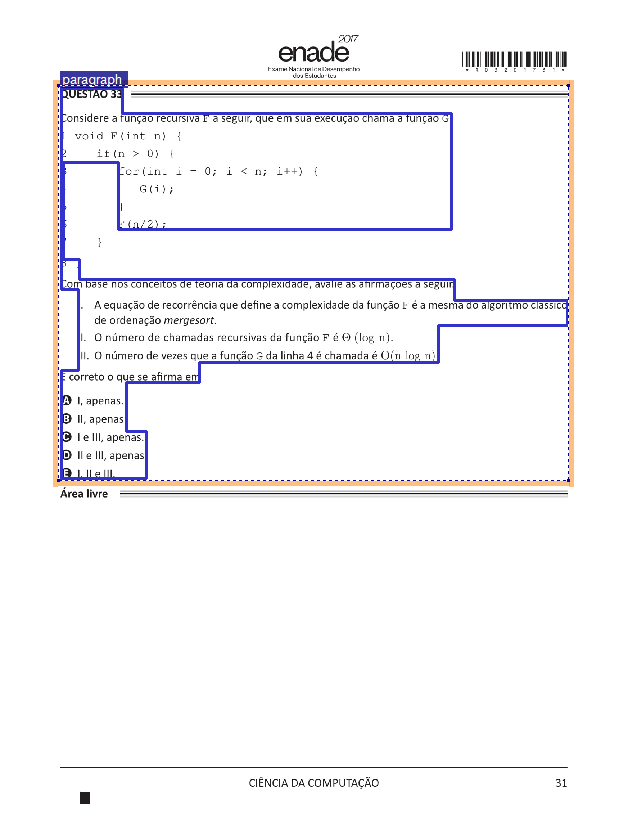 2017
enade
Exame Nacional de Desempenho
dos Estudantes
*R0320017531*
paragraph
QUESTÃO 33
Considere a função recursiva F a seguir, que em sua execução chama a função G
void F(int n) {
2 if(n > 0) {
for(int i = 0; i < n; i++) {
G(i);
F(n/2);
}
Com base nos conceitos de teoria da complexidade, avalie as afirmações a seguir
I. A equação de recorrência que define a complexidade da função F é a mesma do algoritmo clássico
de ordenação mergesort.
II. O número de chamadas recursivas da função F é Θ (log n).
III. O número de vezes que a função G da linha 4 é chamada é O(n log n)
É correto o que se afirma em
A I, apenas.
B II, apenas
C I e III, apenas.
D II e III, apenas
E I, II e III.
Área livre
CIÊNCIA DA COMPUTAÇÃO
31